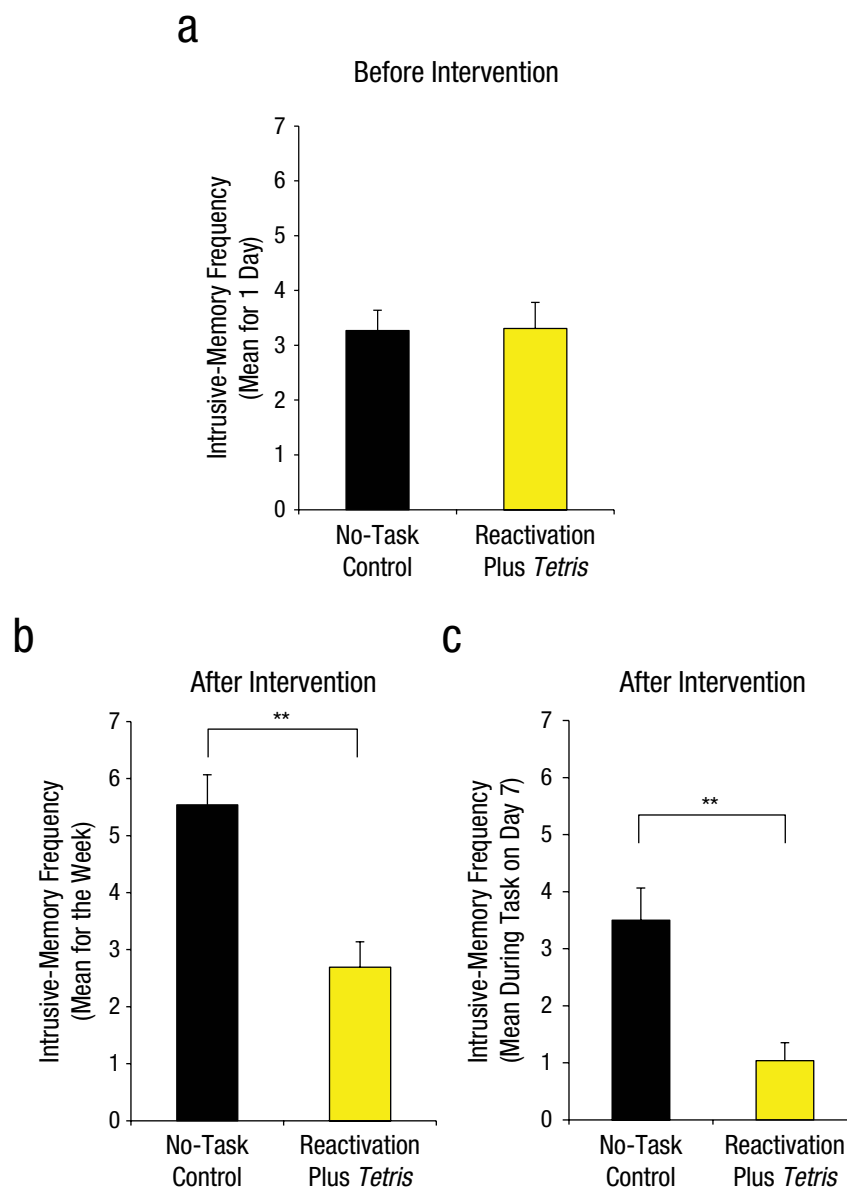 a
Before Intervention
Intrusive-Memory Frequency
(Mean for 1 Day)
7
6
5
4
3
2
1
0
No-Task
Control
Reactivation
Plus Tetris
b
After Intervention
**
Intrusive-Memory Frequency
(Mean for the Week)
7
6
5
4
3
2
1
0
No-Task
Control
Reactivation
Plus Tetris
c
After Intervention
**
Intrusive-Memory Frequency
(Mean During Task on Day 7)
7
6
5
4
3
2
1
0
No-Task
Control
Reactivation
Plus Tetris